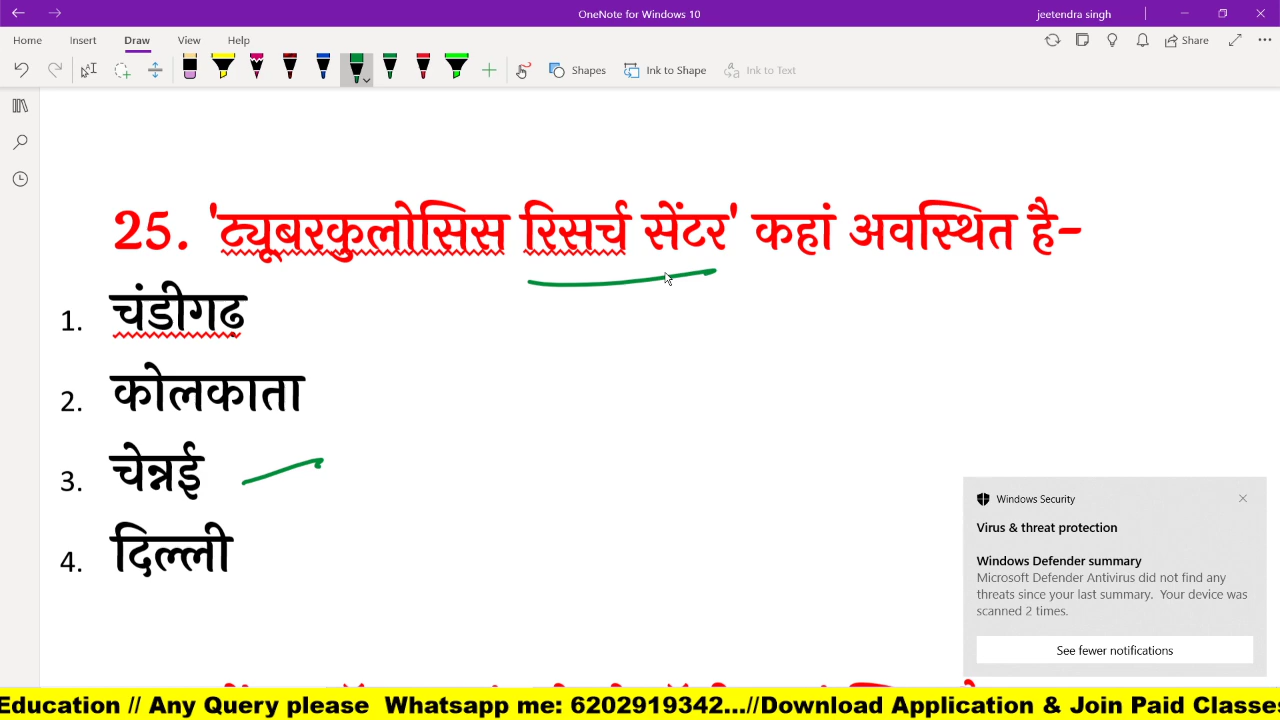 OneNote for Windows 10
jeetendra singh
Home Insert Draw View Help
Share
Shapes Ink to Shape Ink to Text
25. 'ट्यूबरकुलोसिस रिसर्च सेंटर' कहां अवस्थित है-
1. चंडीगढ़
2. कोलकाता
3. चेन्नई
4. दिल्ली
Windows Security
Virus & threat protection
Windows Defender summary
Microsoft Defender Antivirus did not find any
threats since your last summary. Your device was
scanned 2 times.
See fewer notifications
Education // Any Query please Whatsapp me: 6202919342...//Download Application & Join Paid Classes